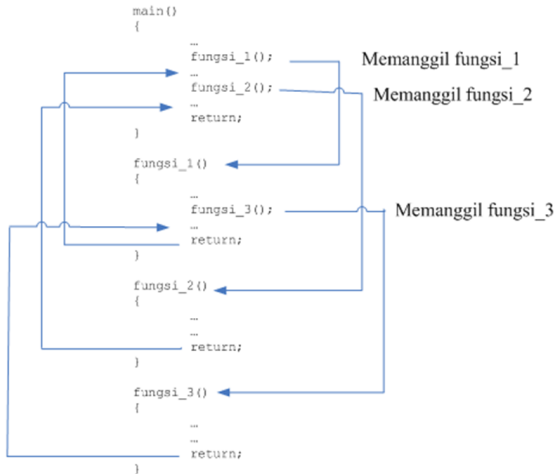 main()
{
…
fungsi_1();
Memanggil fungsi_1
…
fungsi_2();
Memanggil fungsi_2
…
return;
}
fungsi_1()
{
…
fungsi_3();
Memanggil fungsi_3
…
return;
}
fungsi_2()
{
…
…
return;
}
fungsi_3()
{
…
…
return;
}